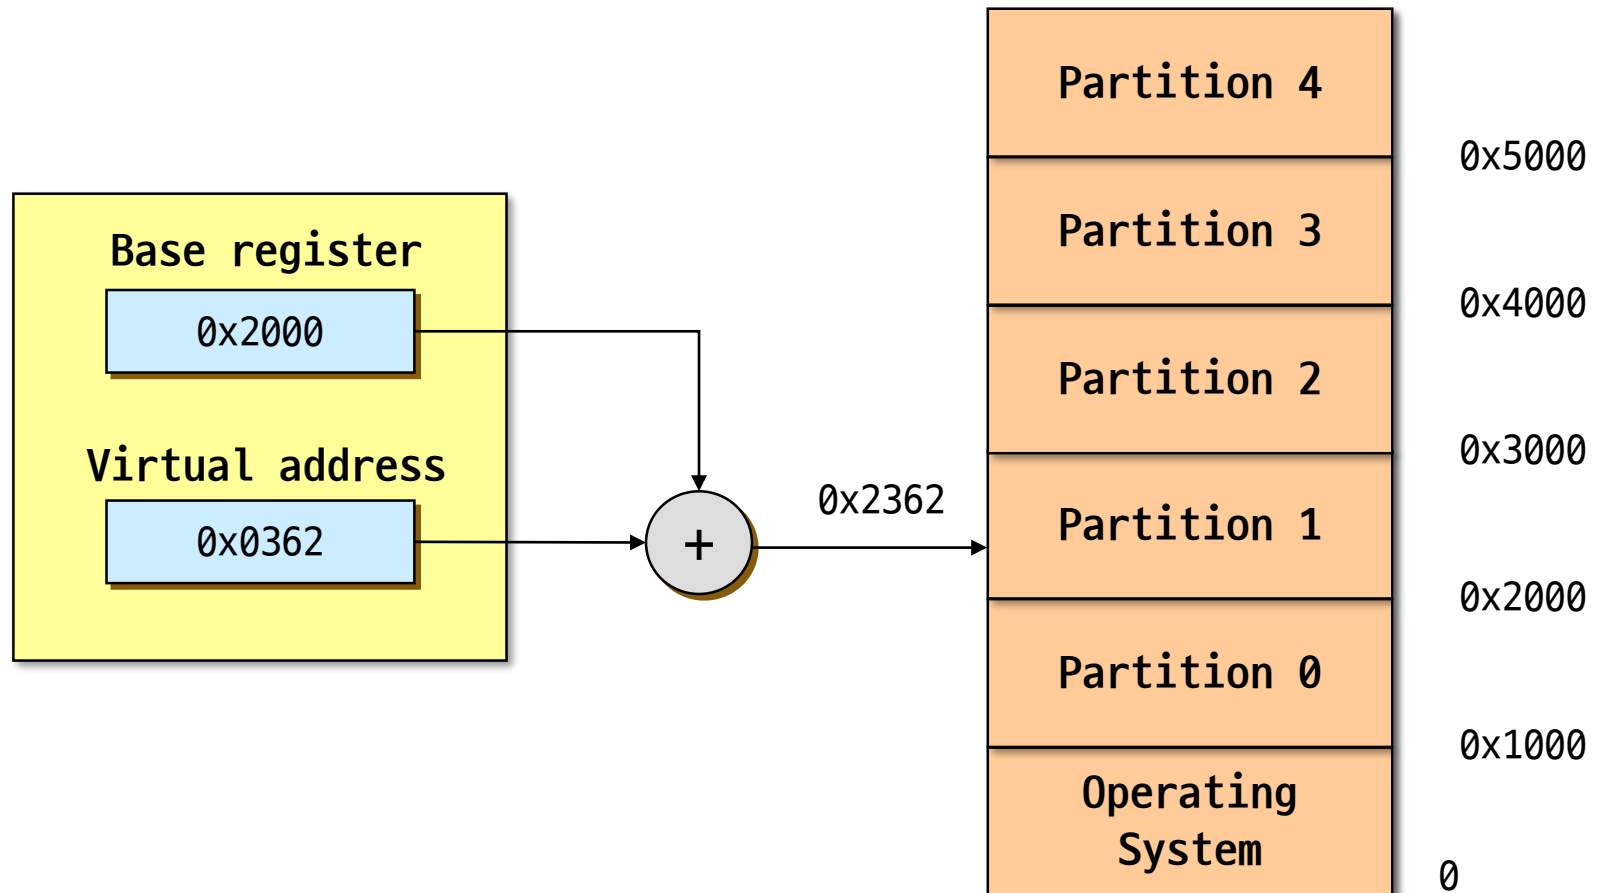 Base register
0x2000
Virtual address
0x0362
+
0x2362
Partition 4
0x5000
Partition 3
0x4000
Partition 2
0x3000
Partition 1
0x2000
Partition 0
0x1000
Operating
System
0